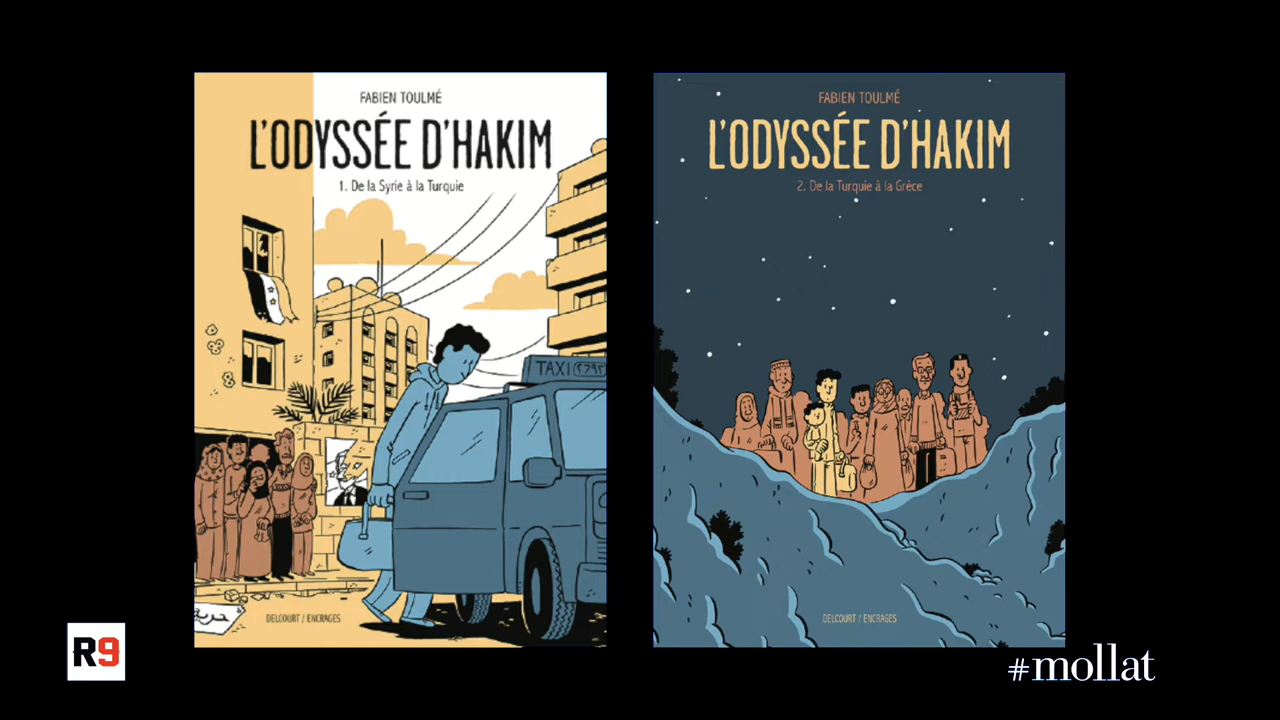 FABIEN TOULMÉ
L'ODYSSÉE D'HAKIM
1. De la Syrie à la Turquie
TAXI
DELCOURT / ENCRAGES
FABIEN TOULMÉ
L'ODYSSÉE D'HAKIM
2. De la Turquie à la Grèce
DELCOURT / ENCRAGES
R9
#mollat